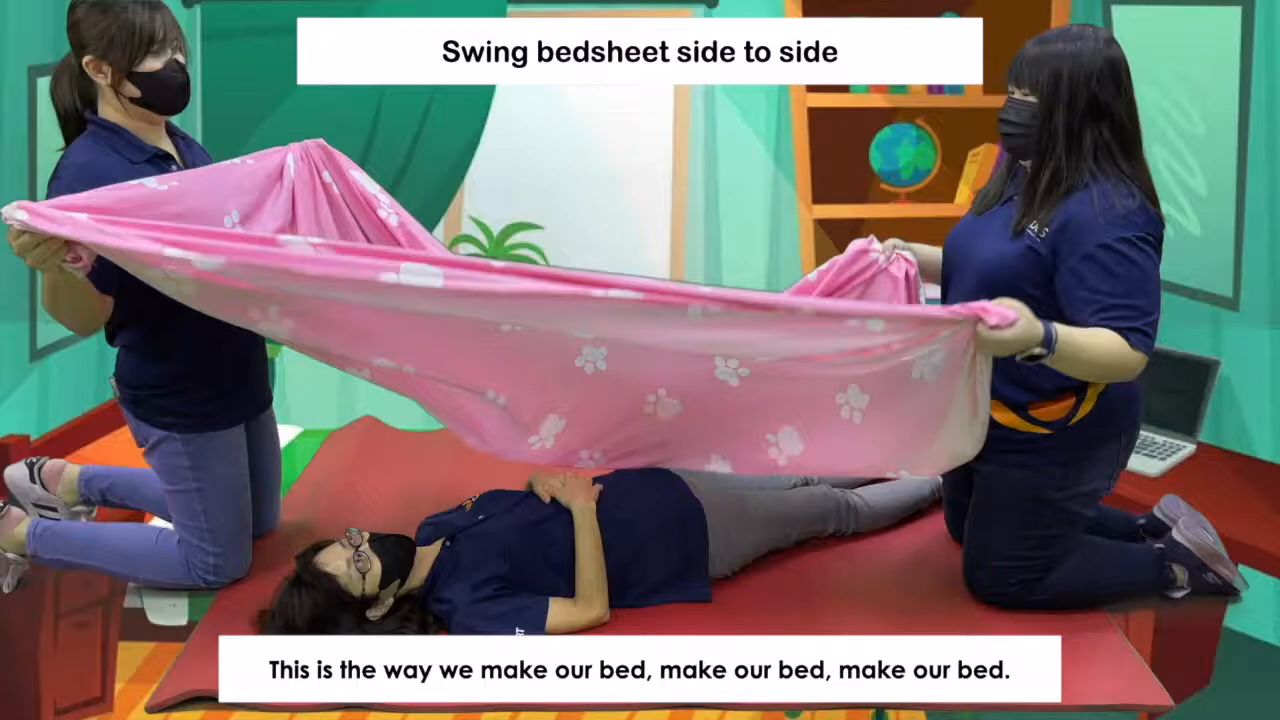 Swing bedsheet side to side
This is the way we make our bed, make our bed, make our bed.